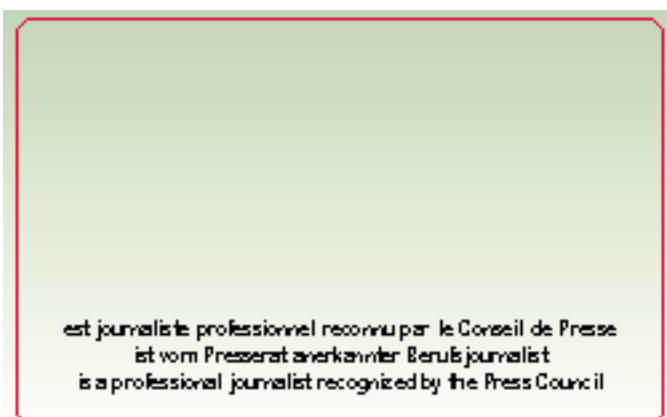 est journaliste professionnel reconnu par le Conseil de Presse
ist vom Presserat anerkannter Berufsjournalist
is a professional journalist recognized by the Press Council